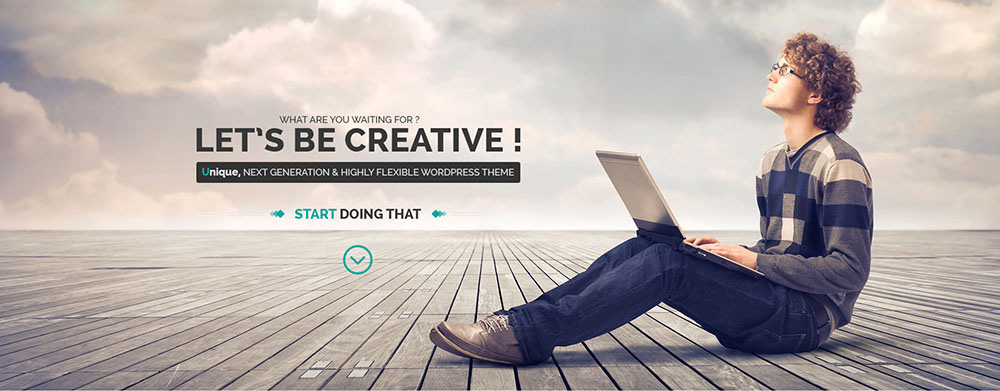 WHAT ARE YOU WAITING FOR ?
LET'S BE CREATIVE !
Unique, NEXT GENERATION & HIGHLY FLEXIBLE WORDPRESS THEME
START DOING THAT